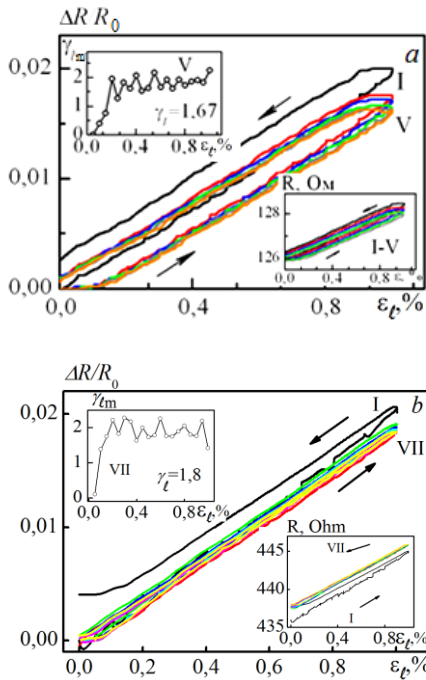 ΔR R₀
a
γₜm
V
0,02
2
I
1
γₜ = 1,67
V
0
0,0 0,4 0,8 εₜ,%
0,01
R, Ом
128
I-V
126
0,0 0,4 0,8 ε, %
0,00
0,0 0,4 0,8 εₜ,%
ΔR/R₀
b
γₜm
I
0,02
2
VII
1
VII
γₜ=1,8
0
0,0 0,4 0,8 εₜ,%
R, Ohm
0,01
445
VII
440
I
435
0,0 0,4 0,8 εₜ,%
0,00
0,0 0,2 0,4 0,6 0,8 εₜ,%